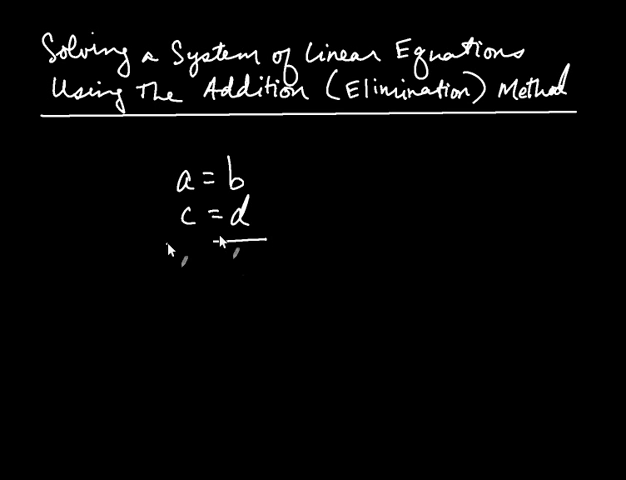 Solving a System of Linear Equations
Using The Addition (Elimination) Method
a = b
c = d